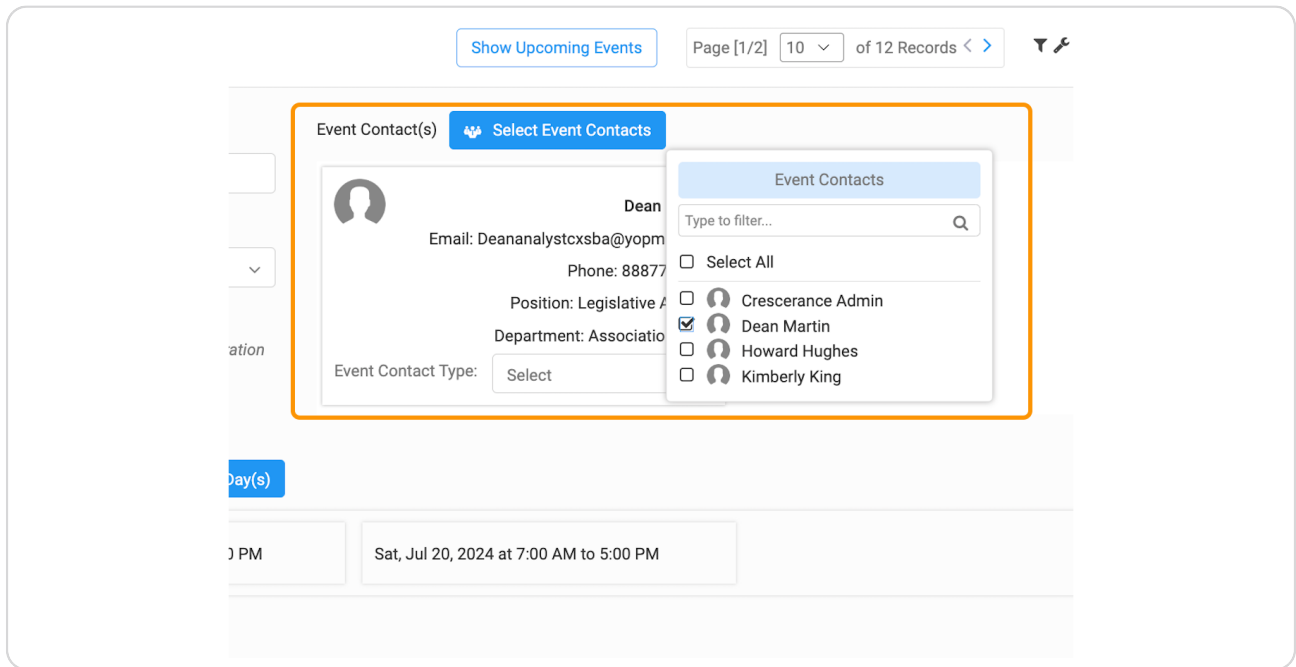 Show Upcoming Events
Page [1/2] 10 of 12 Records
Event Contact(s) Select Event Contacts
Event Contacts
Type to filter...
Select All
Crescerance Admin
Dean Martin
Howard Hughes
Kimberly King
Dean
Email: Deananalystcxsba@yopm
Phone: 88877
Position: Legislative
Department: Associatio
Event Contact Type: Select
ration
Day(s)
0 PM
Sat, Jul 20, 2024 at 7:00 AM to 5:00 PM